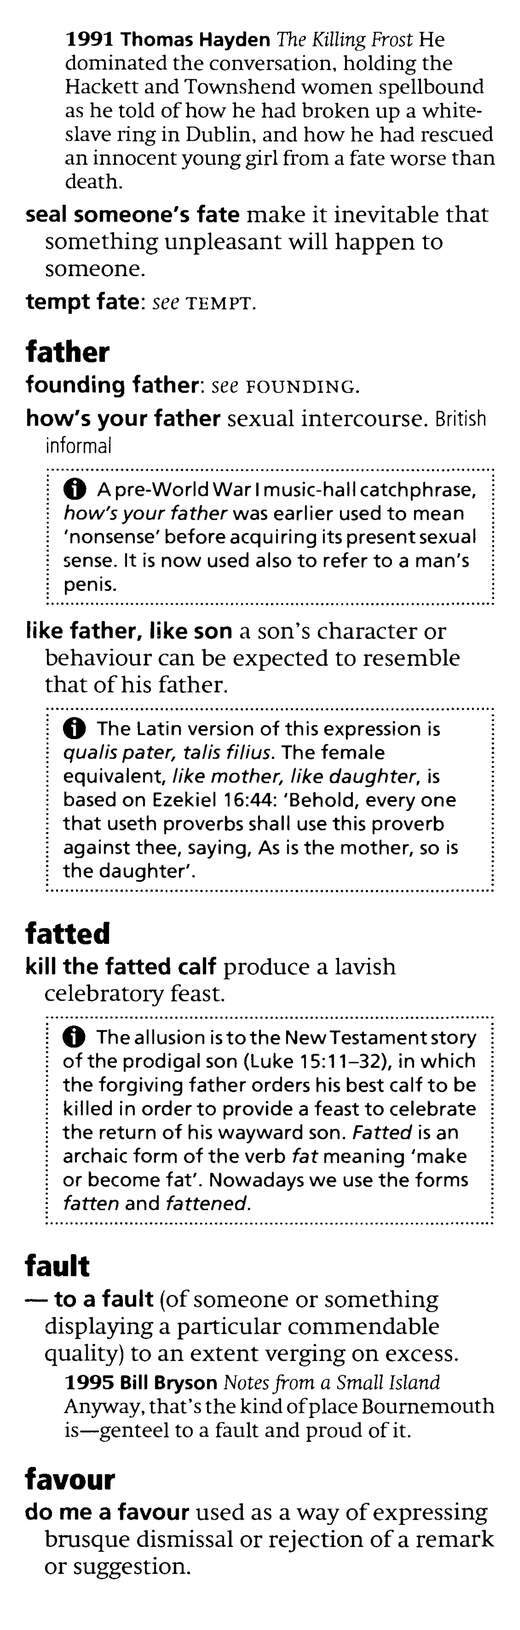 1991 Thomas Hayden The Killing Frost He
dominated the conversation, holding the
Hackett and Townshend women spellbound
as he told of how he had broken up a white-
slave ring in Dublin, and how he had rescued
an innocent young girl from a fate worse than
death.
seal someone's fate make it inevitable that
something unpleasant will happen to
someone.
tempt fate: see TEMPT.
father
founding father: see FOUNDING.
how's your father sexual intercourse. British
informal
A pre-World War I music-hall catchphrase,
how's your father was earlier used to mean
'nonsense' before acquiring its present sexual
sense. It is now used also to refer to a man's
penis.
like father, like son a son's character or
behaviour can be expected to resemble
that of his father.
The Latin version of this expression is
qualis pater, talis filius. The female
equivalent, like mother, like daughter, is
based on Ezekiel 16:44: 'Behold, every one
that useth proverbs shall use this proverb
against thee, saying, As is the mother, so is
the daughter'.
fatted
kill the fatted calf produce a lavish
celebratory feast.
The allusion is to the New Testament story
of the prodigal son (Luke 15:11–32), in which
the forgiving father orders his best calf to be
killed in order to provide a feast to celebrate
the return of his wayward son. Fatted is an
archaic form of the verb fat meaning 'make
or become fat'. Nowadays we use the forms
fatten and fattened.
fault
— to a fault (of someone or something
displaying a particular commendable
quality) to an extent verging on excess.
1995 Bill Bryson Notes from a Small Island
Anyway, that's the kind of place Bournemouth
is—genteel to a fault and proud of it.
favour
do me a favour used as a way of expressing
brusque dismissal or rejection of a remark
or suggestion.